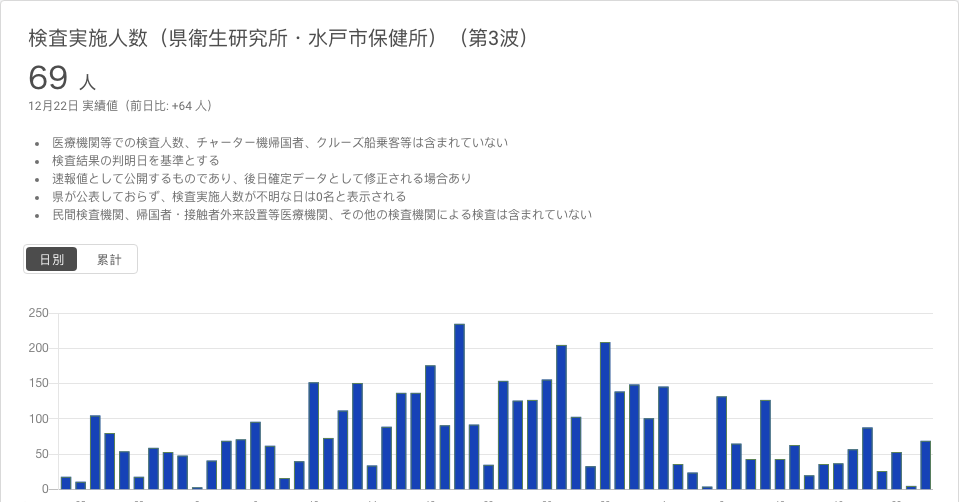 検査実施人数（県衛生研究所・水戸市保健所）（第3波）
69 人
12月22日 実績値（前日比: +64 人）
医療機関等での検査人数、チャーター機帰国者、クルーズ船乗客等は含まれていない
検査結果の判明日を基準とする
速報値として公開するものであり、後日確定データとして修正される場合あり
県が公表しておらず、検査実施人数が不明な日は0名と表示される
民間検査機関、帰国者・接触者外来設置等医療機関、その他の検査機関による検査は含まれていない
日別 累計
250
200
150
100
50
0